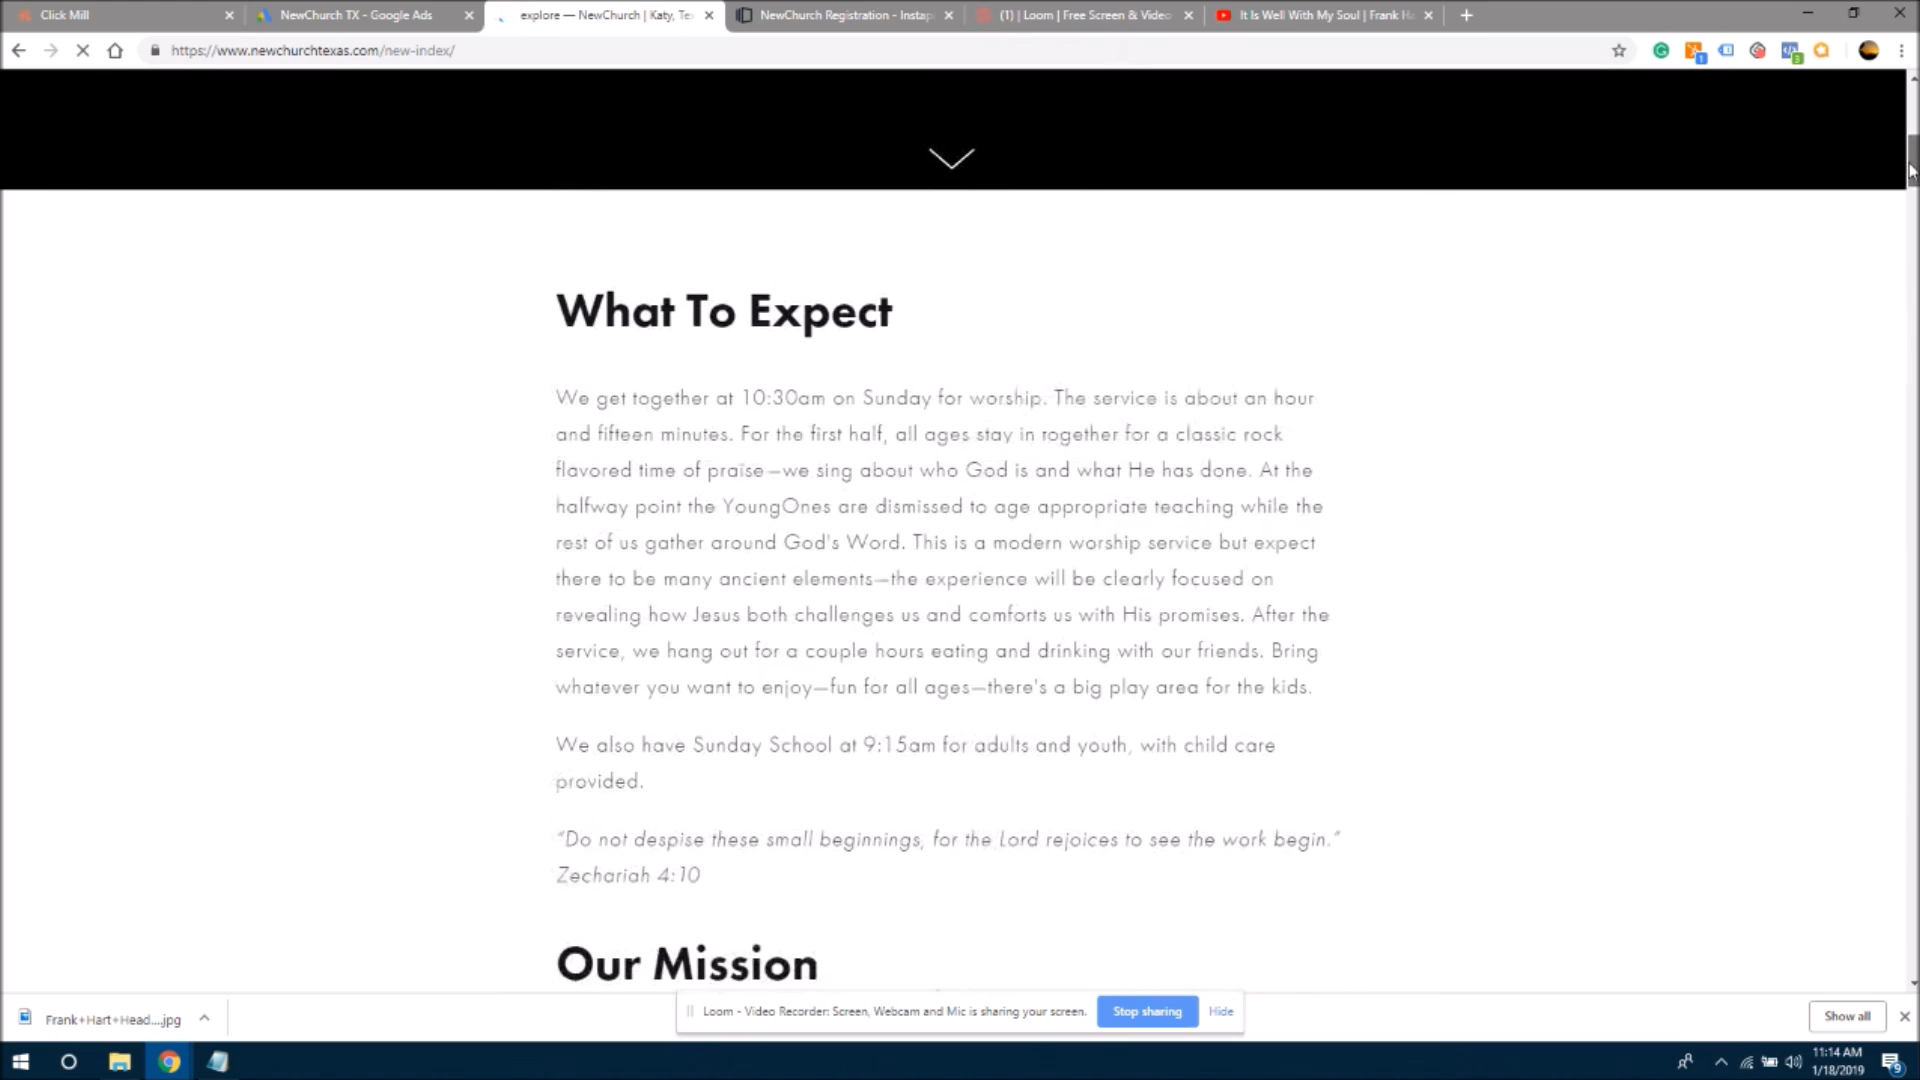 Click Mill
NewChurch TX - Google Ads
explore — NewChurch | Katy, Te
NewChurch Registration - Instap
(1) | Loom | Free Screen & Video
It Is Well With My Soul | Frank Ha
https://www.newchurchtexas.com/new-index/
What To Expect
We get together at 10:30am on Sunday for worship. The service is about an hour
and fifteen minutes. For the first half, all ages stay in rogether for a classic rock
flavored time of praise—we sing about who God is and what He has done. At the
halfway point the YoungOnes are dismissed to age appropriate teaching while the
rest of us gather around God's Word. This is a modern worship service but expect
there to be many ancient elements—the experience will be clearly focused on
revealing how Jesus both challenges us and comforts us with His promises. After the
service, we hang out for a couple hours eating and drinking with our friends. Bring
whatever you want to enjoy—fun for all ages—there's a big play area for the kids.
We also have Sunday School at 9:15am for adults and youth, with child care
provided.
"Do not despise these small beginnings, for the Lord rejoices to see the work begin."
Zechariah 4:10
Our Mission
Frank+Hart+Head....jpg
Loom - Video Recorder: Screen, Webcam and Mic is sharing your screen.
Stop sharing
Hide
Show all
11:14 AM
1/18/2019